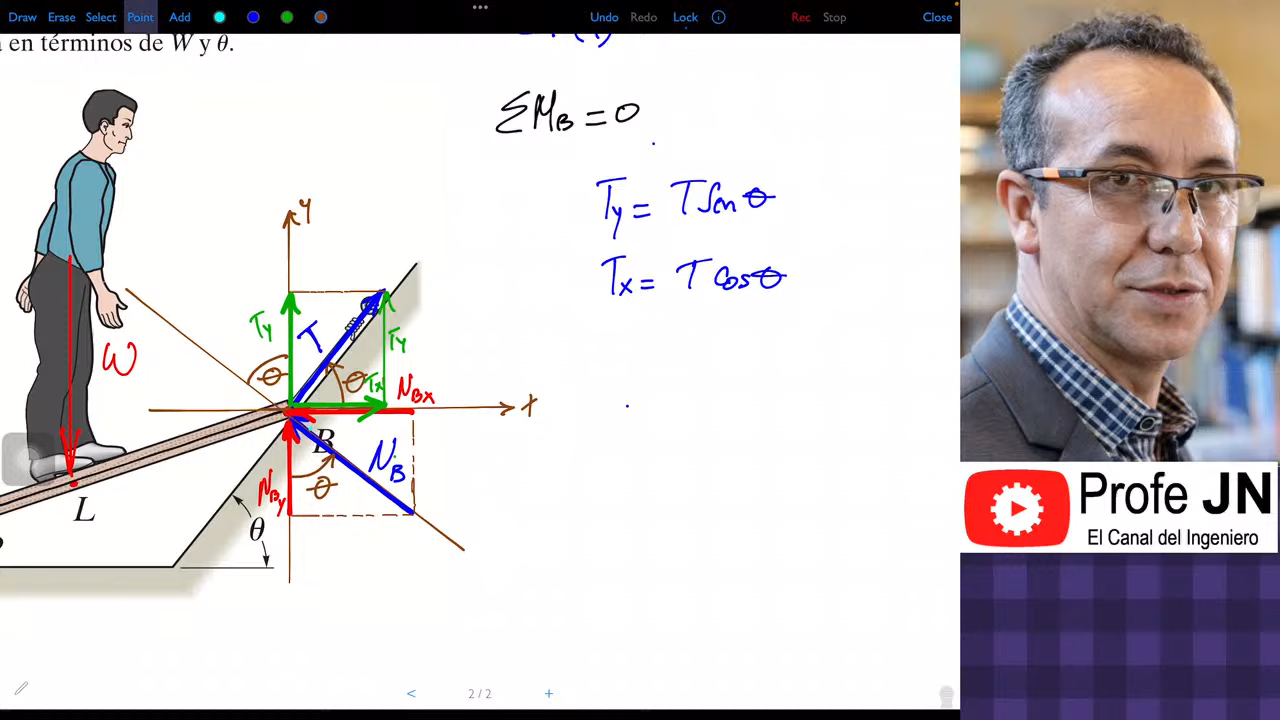 Draw Erase Select Point Add Undo Redo Lock Rec Stop Close
a en términos de W y θ.
ΣM_B = 0
T_y = T Sen θ
T_x = T Cos θ
y
T_y
T
T_y
θ
θ
T_x
N_Bx
x
W
B
N_B
N_By
θ
L
θ
Profe JN
El Canal del Ingeniero
< 2 / 2 +